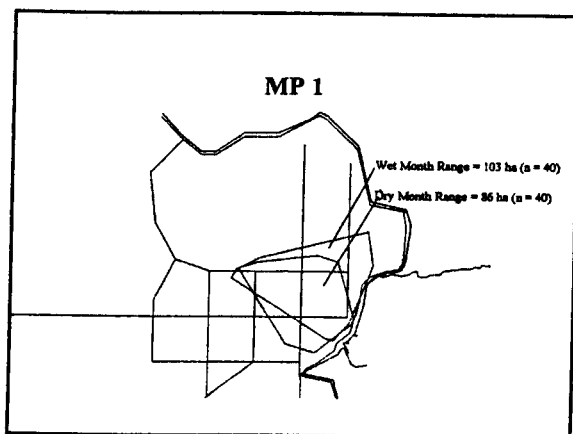 MP 1
Wet Month Range = 103 ha (n = 40)
Dry Month Range = 86 ha (n = 40)